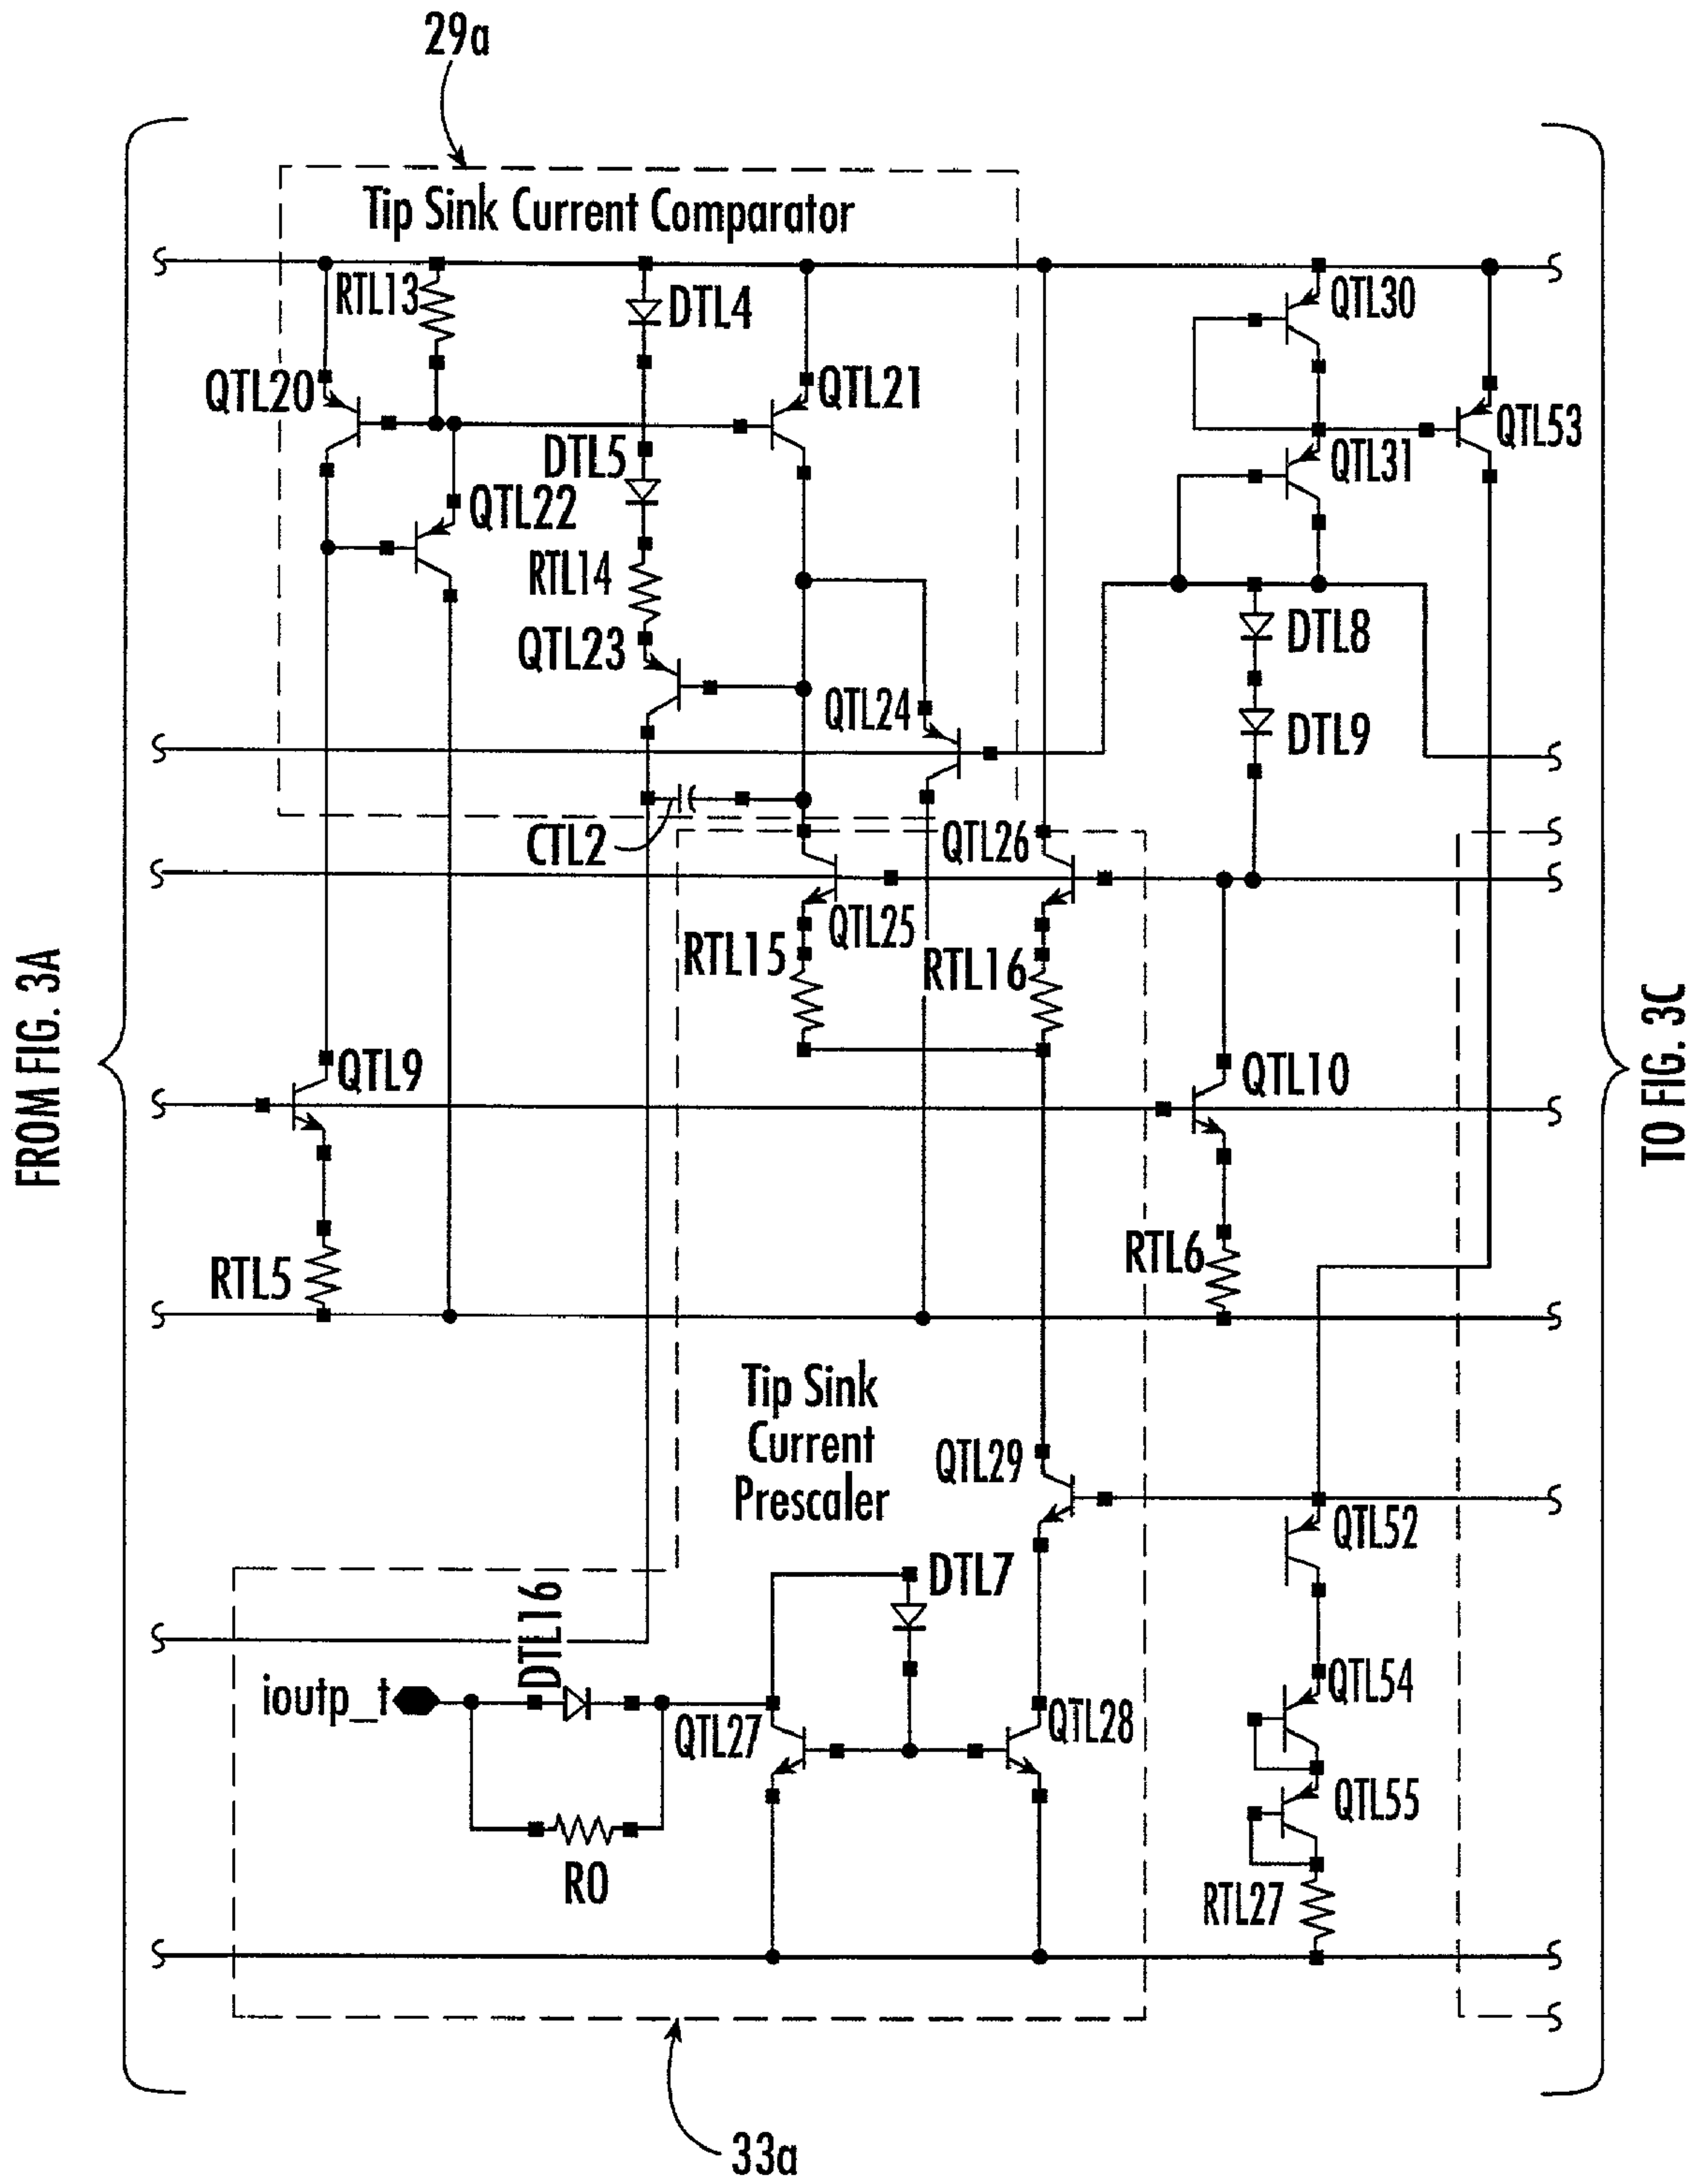 29a
Tip Sink Current Comparator
RTL13
DTL4
QTL30
QTL20
QTL21
QTL53
DTL5
QTL31
QTL22
RTL14
DTL8
QTL23
QTL24
DTL9
CTL2
QTL26
QTL25
RTL15
RTL16
FROM FIG. 3A
TO FIG. 3C
QTL9
QTL10
RTL5
RTL6
Tip Sink
Current
Prescaler
QTL29
QTL52
DTL16
DTL7
ioutp_t
QTL27
QTL28
QTL54
QTL55
R0
RTL27
33a